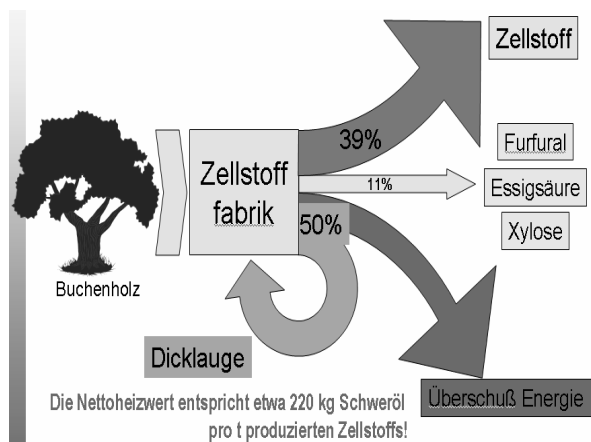 Zellstoff
39%
Furfural
Zellstoff
fabrik
11%
Essigsäure
50%
Xylose
Buchenholz
Dicklauge
Überschuß Energie
Die Nettoheizwert entspricht etwa 220 kg Schweröl
pro t produzierten Zellstoffs!